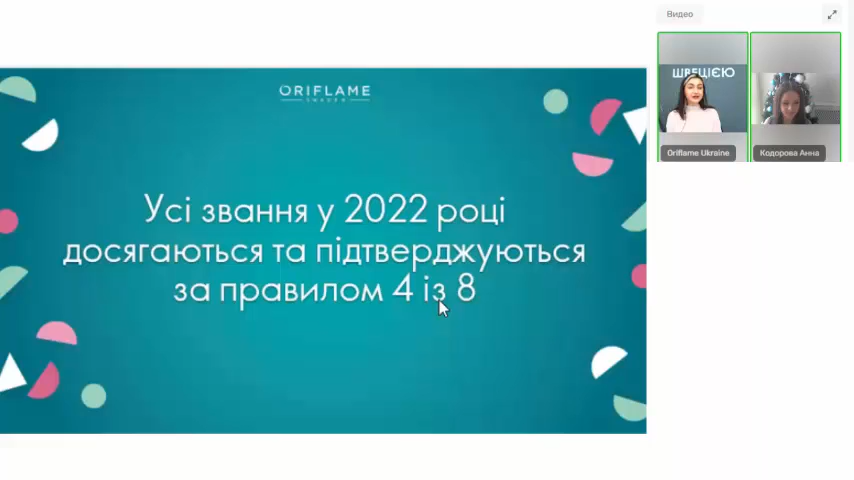 Видео
ORIFLAME
SWEDEN
Усі звання у 2022 році
досягаються та підтверджуються
за правилом 4 із 8
ШВЕЦІЄЮ
Oriflame Ukraine
Кодорова Анна